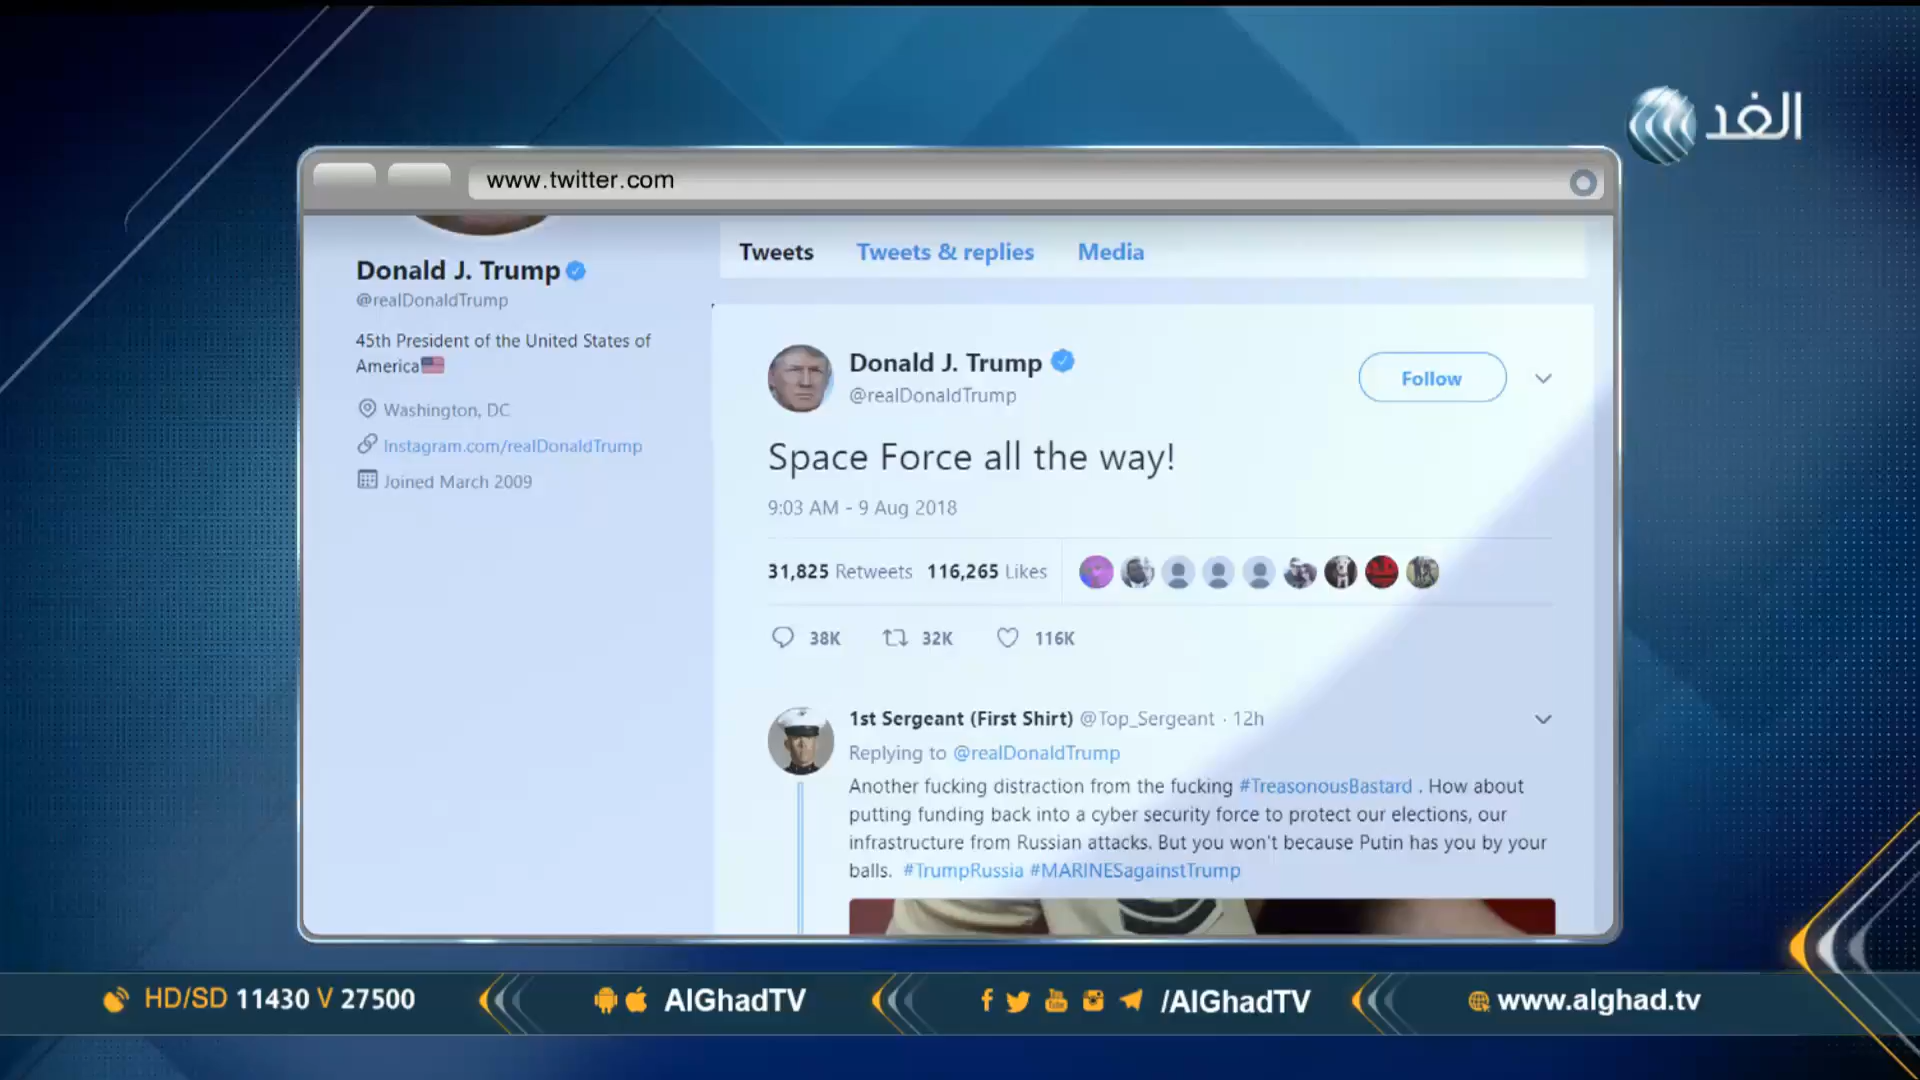 الغد
www.twitter.com
Donald J. Trump
@realDonaldTrump
45th President of the United States of
America
Washington, DC
Instagram.com/realDonaldTrump
Joined March 2009
Tweets Tweets & replies Media
Donald J. Trump
@realDonaldTrump
Follow
Space Force all the way!
9:03 AM - 9 Aug 2018
31,825 Retweets 116,265 Likes
38K 32K 116K
1st Sergeant (First Shirt) @Top_Sergeant · 12h
Replying to @realDonaldTrump
Another fucking distraction from the fucking #TreasonousBastard . How about
putting funding back into a cyber security force to protect our elections, our
infrastructure from Russian attacks. But you won't because Putin has you by your
balls. #TrumpRussia #MARINESagainstTrump
HD/SD 11430 V 27500 AlGhadTV /AlGhadTV www.alghad.tv